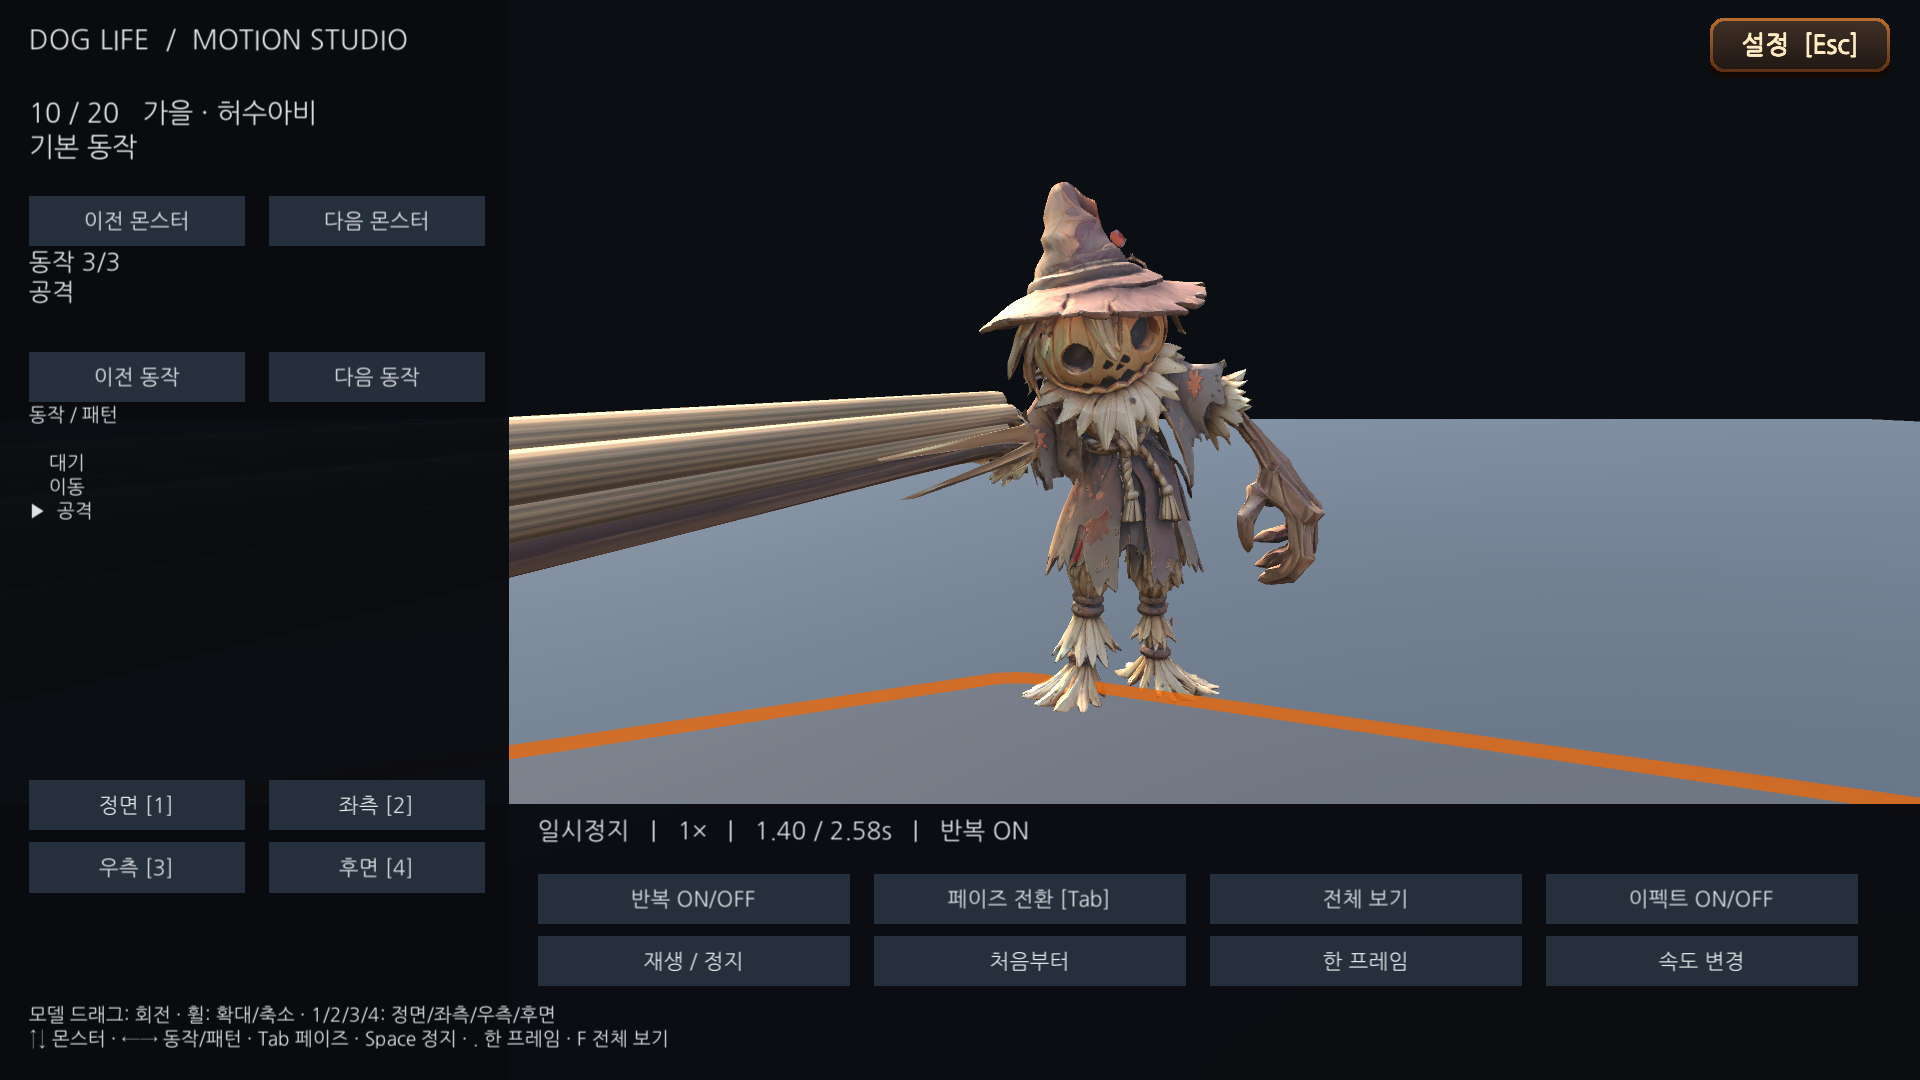 DOG LIFE / MOTION STUDIO
설정 [Esc]
10 / 20 가을 · 허수아비
기본 동작
이전 몬스터
다음 몬스터
동작 3/3
공격
이전 동작
다음 동작
동작 / 패턴
대기
이동
▶ 공격
정면 [1]
좌측 [2]
우측 [3]
후면 [4]
일시정지 | 1× | 1.40 / 2.58s | 반복 ON
반복 ON/OFF
페이즈 전환 [Tab]
전체 보기
이펙트 ON/OFF
재생 / 정지
처음부터
한 프레임
속도 변경
모델 드래그: 회전 · 휠: 확대/축소 · 1/2/3/4: 정면/좌측/우측/후면
↑↓ 몬스터 · ←→ 동작/패턴 · Tab 페이즈 · Space 정지 · . 한 프레임 · F 전체 보기